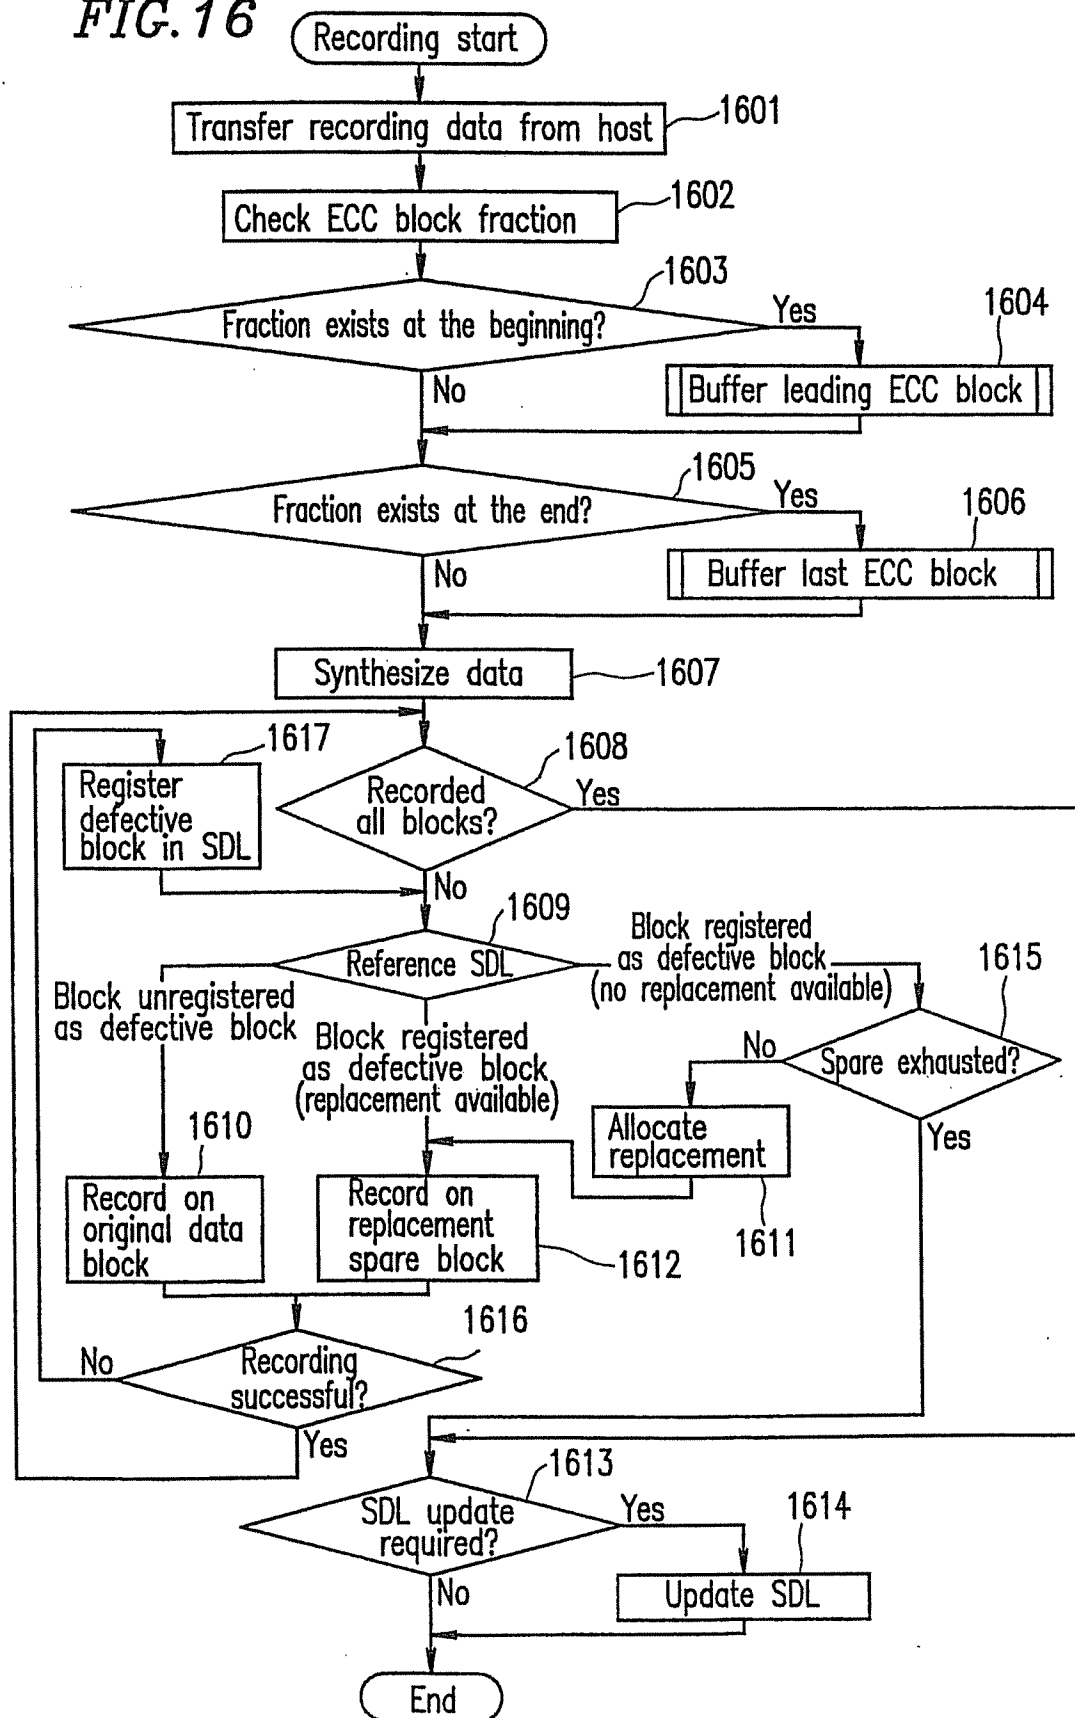 FIG.16
Recording start
Transfer recording data from host
1601
Check ECC block fraction
1602
1603
Fraction exists at the beginning?
Yes
1604
Buffer leading ECC block
No
1605
Fraction exists at the end?
Yes
1606
Buffer last ECC block
No
Synthesize data
1607
1617
Register
defective
block in SDL
1608
Recorded
all blocks?
Yes
No
1609
Reference SDL
Block registered
as defective block
(no replacement available)
1615
Block unregistered
as defective block
Block registered
as defective block
(replacement available)
No
Spare exhausted?
Yes
Allocate
replacement
1611
1610
Record on
original data
block
Record on
replacement
spare block
1612
1616
No
Recording
successful?
Yes
1613
SDL update
required?
Yes
1614
Update SDL
No
End